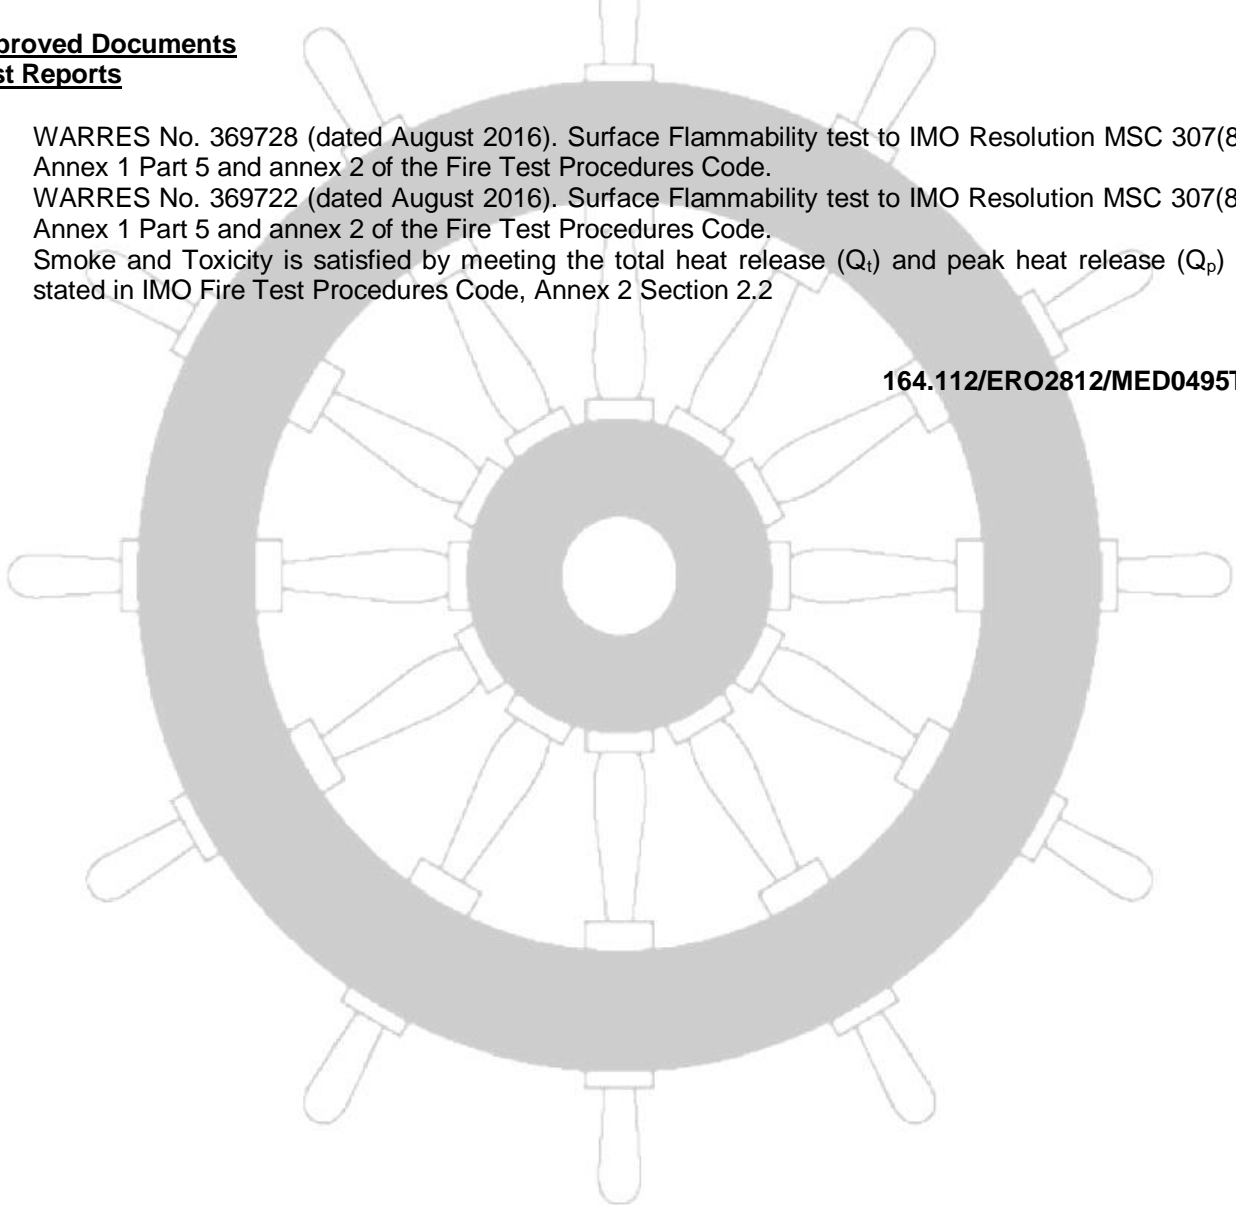 proved Documents
st Reports
WARRES No. 369728 (dated August 2016). Surface Flammability test to IMO Resolution MSC 307(8
Annex 1 Part 5 and annex 2 of the Fire Test Procedures Code.
WARRES No. 369722 (dated August 2016). Surface Flammability test to IMO Resolution MSC 307(8
Annex 1 Part 5 and annex 2 of the Fire Test Procedures Code.
Smoke and Toxicity is satisfied by meeting the total heat release (Qt) and peak heat release (Qp)
stated in IMO Fire Test Procedures Code, Annex 2 Section 2.2
164.112/ERO2812/MED0495T